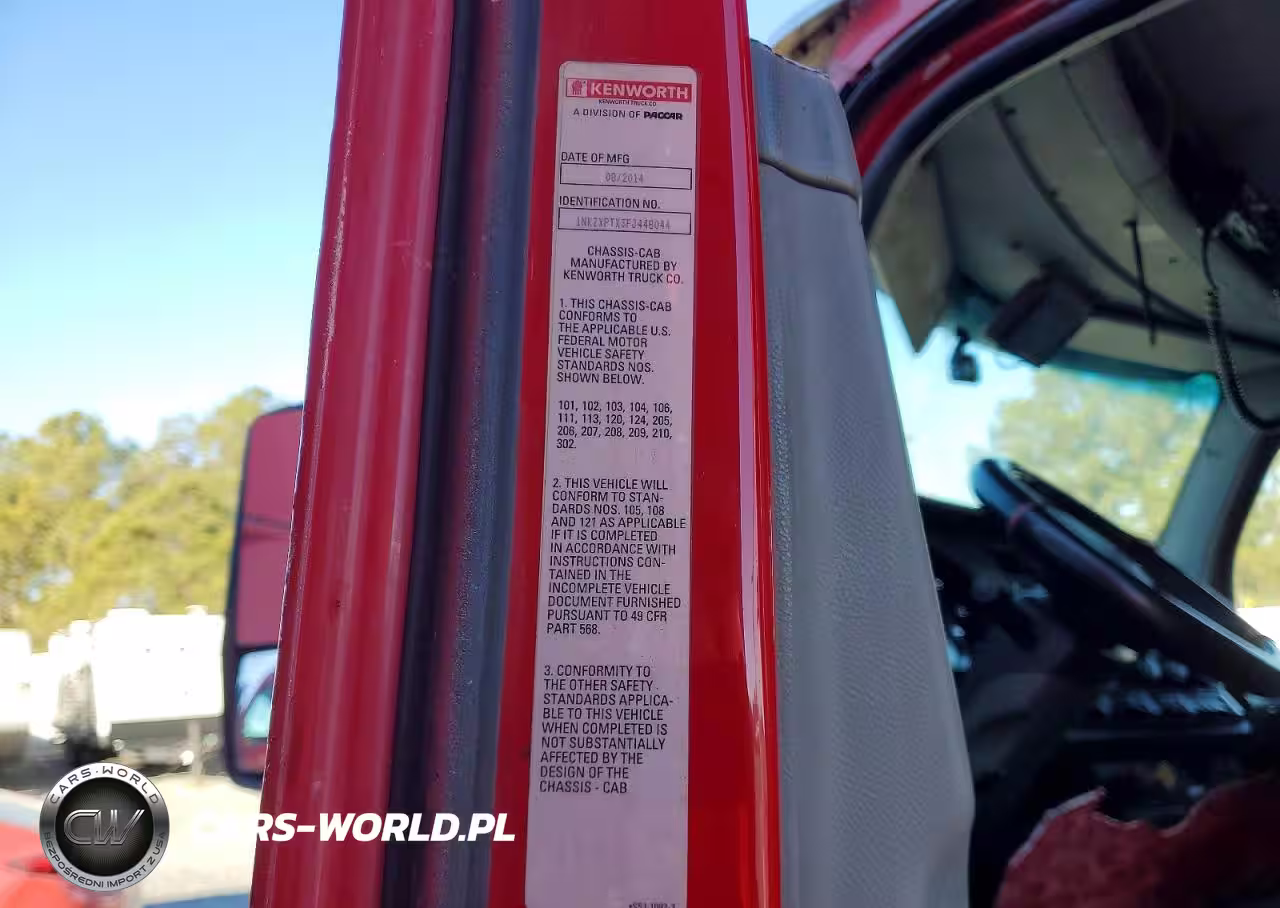 KENWORTH
KENWORTH TRUCK CO.
A DIVISION OF PACCAR
DATE OF MFG
08/2014
IDENTIFICATION NO.
1NKZXPTX3FJ448044
CHASSIS-CAB
MANUFACTURED BY
KENWORTH TRUCK CO.
1. THIS CHASSIS-CAB
CONFORMS TO
THE APPLICABLE U.S.
FEDERAL MOTOR
VEHICLE SAFETY
STANDARDS NOS.
SHOWN BELOW.
101, 102, 103, 104, 106,
111, 113, 120, 124, 205,
206, 207, 208, 209, 210,
302.
2. THIS VEHICLE WILL
CONFORM TO STAN-
DARDS NOS. 105, 108
AND 121 AS APPLICABLE
IF IT IS COMPLETED
IN ACCORDANCE WITH
INSTRUCTIONS CON-
TAINED IN THE
INCOMPLETE VEHICLE
DOCUMENT FURNISHED
PURSUANT TO 49 CFR
PART 568.
3. CONFORMITY TO
THE OTHER SAFETY
STANDARDS APPLICA-
BLE TO THIS VEHICLE
WHEN COMPLETED IS
NOT SUBSTANTIALLY
AFFECTED BY THE
DESIGN OF THE
CHASSIS - CAB
CARS·WORLD
CW
BEZPOŚREDNI IMPORT Z USA
CARS-WORLD.PL